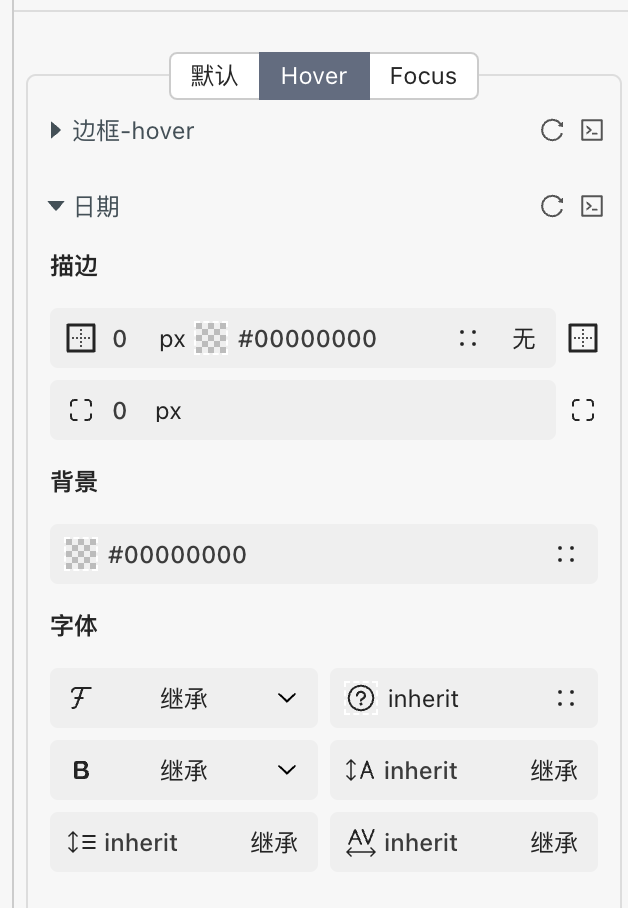 默认 Hover Focus
边框-hover
日期
描边
0 px #00000000 无
0 px
背景
#00000000
字体
继承 inherit
B 继承 A inherit 继承
inherit 继承 AV inherit 继承